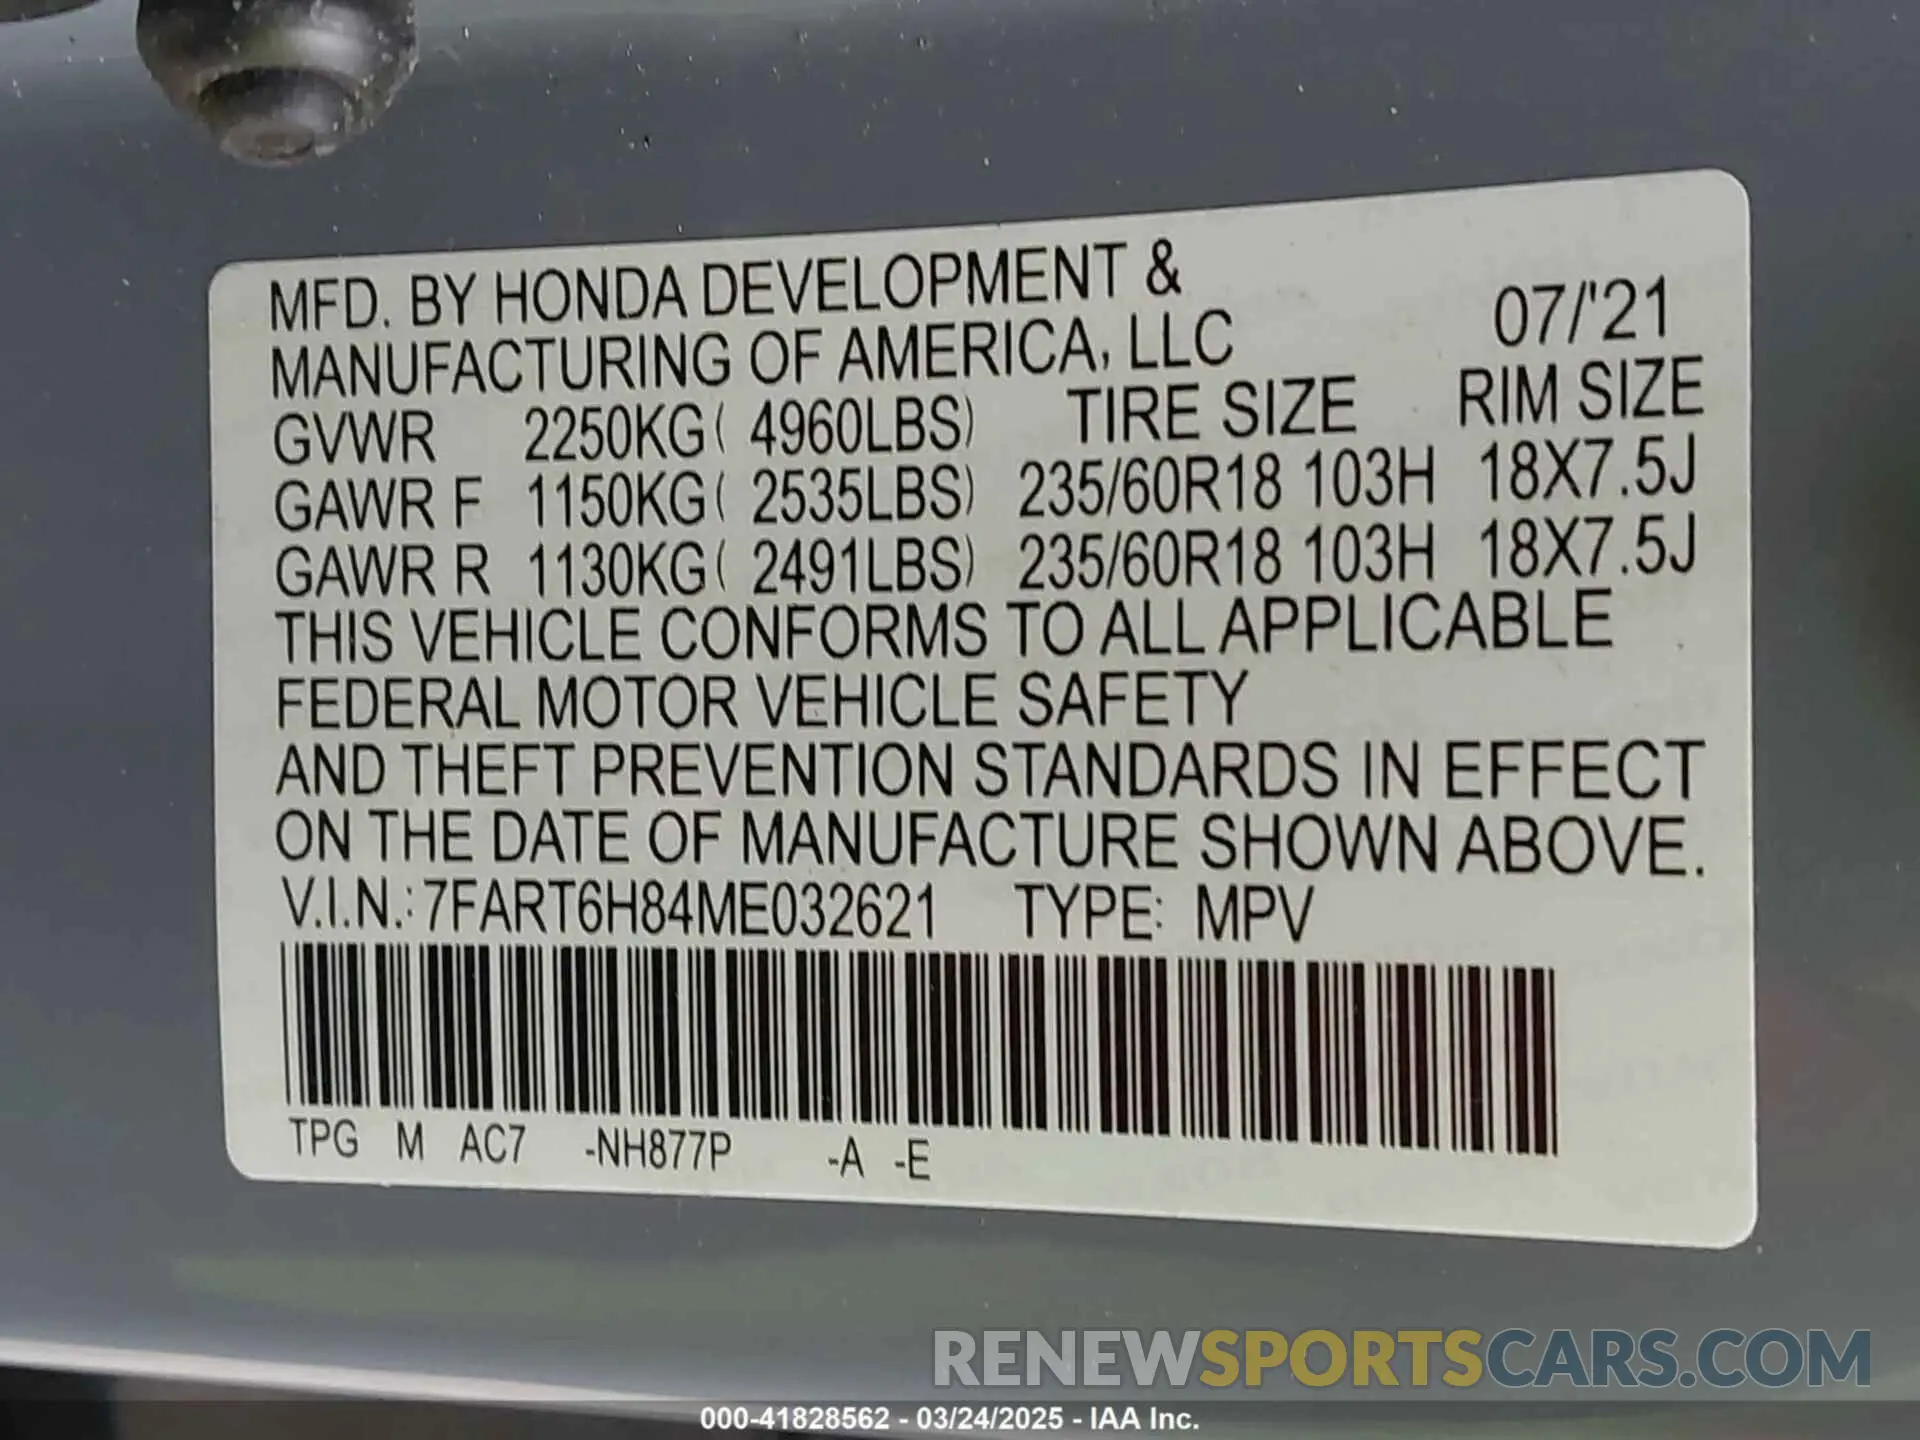 MFD. BY HONDA DEVELOPMENT &
MANUFACTURING OF AMERICA, LLC 07/'21
GVWR 2250KG( 4960LBS) TIRE SIZE RIM SIZE
GAWR F 1150KG( 2535LBS) 235/60R18 103H 18X7.5J
GAWR R 1130KG( 2491LBS) 235/60R18 103H 18X7.5J
THIS VEHICLE CONFORMS TO ALL APPLICABLE
FEDERAL MOTOR VEHICLE SAFETY
AND THEFT PREVENTION STANDARDS IN EFFECT
ON THE DATE OF MANUFACTURE SHOWN ABOVE.
V.I.N.: 7FART6H84ME032621 TYPE: MPV
TPG M AC7 -NH877P -A -E
RENEWSPORTSCARS.COM
000-41828562 - 03/24/2025 - IAA Inc.